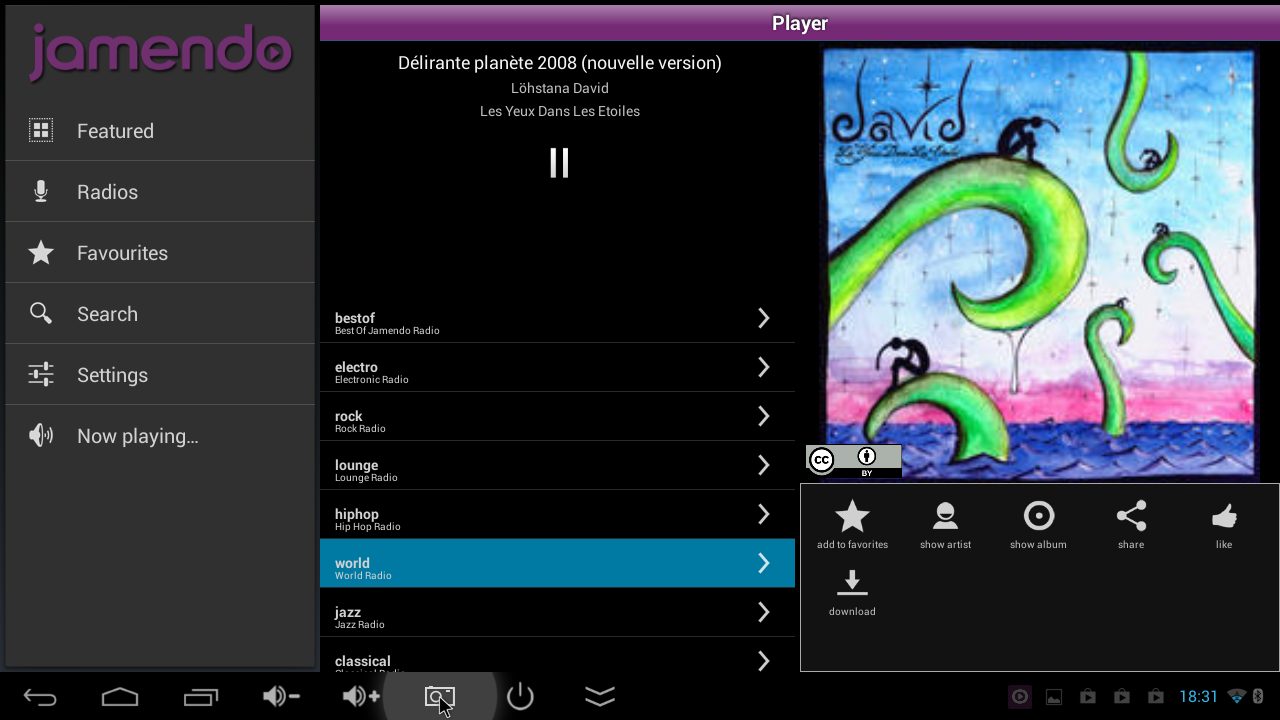 jamendo
Featured
Radios
Favourites
Search
Settings
Now playing...
Player
Délirante planète 2008 (nouvelle version)
Löhstana David
Les Yeux Dans Les Etoiles
bestof
Best Of Jamendo Radio
electro
Electronic Radio
rock
Rock Radio
lounge
Lounge Radio
hiphop
Hip Hop Radio
world
World Radio
jazz
Jazz Radio
classical
david
cc
BY
add to favorites
show artist
show album
share
like
download
18:31